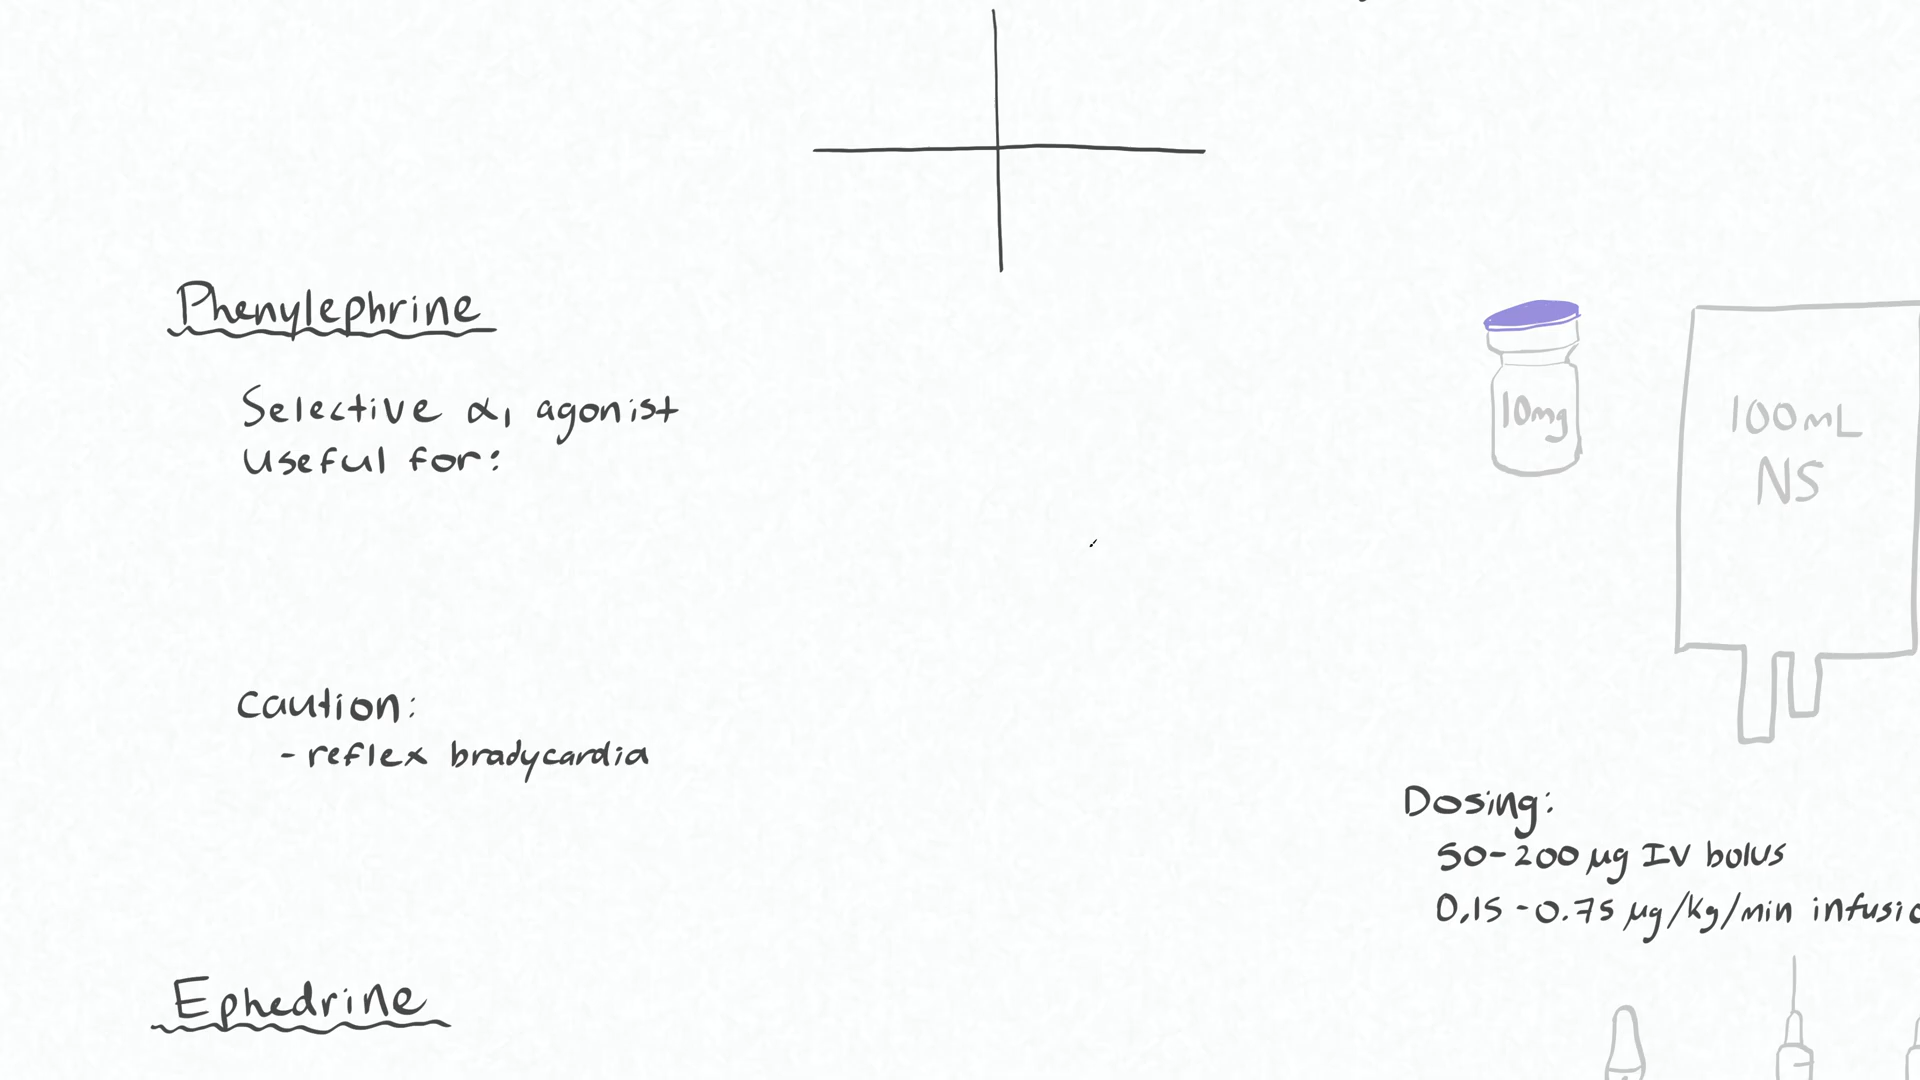 Phenylephrine
Selective α₁ agonist
Useful for:
10mg
100mL
NS
Caution:
- reflex bradycardia
Dosing:
50-200 µg IV bolus
0.15 - 0.75 µg/kg/min infusio
Ephedrine